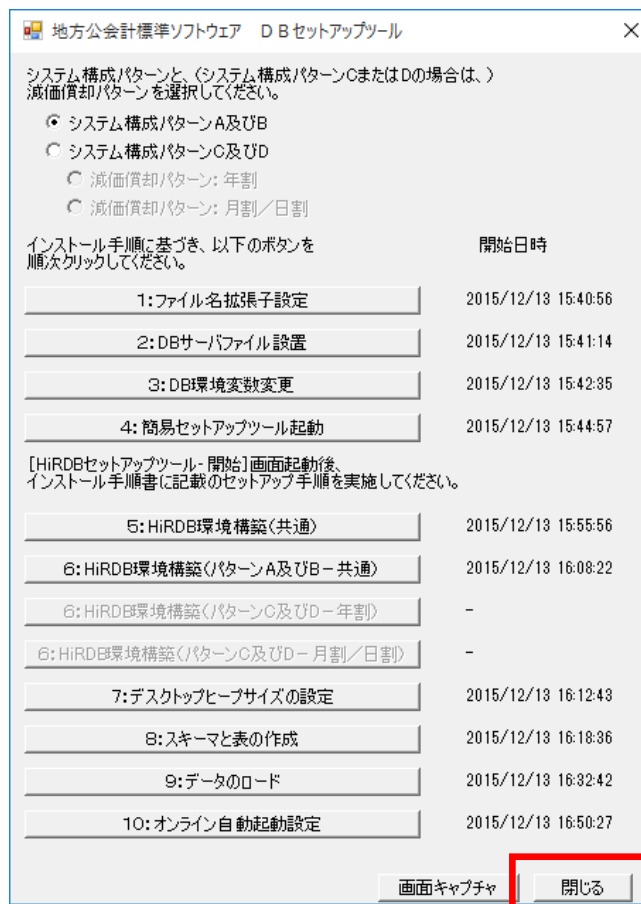 地方公会計標準ソフトウェア　ＤＢセットアップツール
システム構成パターンと、(システム構成パターンCまたはDの場合は、)
減価償却パターンを選択してください。
システム構成パターンA及びB
システム構成パターンC及びD
減価償却パターン: 年割
減価償却パターン: 月割／日割
インストール手順に基づき、以下のボタンを
順次クリックしてください。
開始日時
1:ファイル名拡張子設定 2015/12/13 15:40:56
2:DBサーバファイル設置 2015/12/13 15:41:14
3:DB環境変数変更 2015/12/13 15:42:35
4:簡易セットアップツール起動 2015/12/13 15:44:57
[HiRDBセットアップツール-開始]画面起動後、
インストール手順書に記載のセットアップ手順を実施してください。
5:HiRDB環境構築(共通) 2015/12/13 15:55:56
6:HiRDB環境構築(パターンA及びB－共通) 2015/12/13 16:08:22
6:HiRDB環境構築(パターンC及びD－年割) -
6:HiRDB環境構築(パターンC及びD－月割／日割) -
7:デスクトップヒープサイズの設定 2015/12/13 16:12:43
8:スキーマと表の作成 2015/12/13 16:18:36
9:データのロード 2015/12/13 16:32:42
10:オンライン自動起動設定 2015/12/13 16:50:27
画面キャプチャ 閉じる